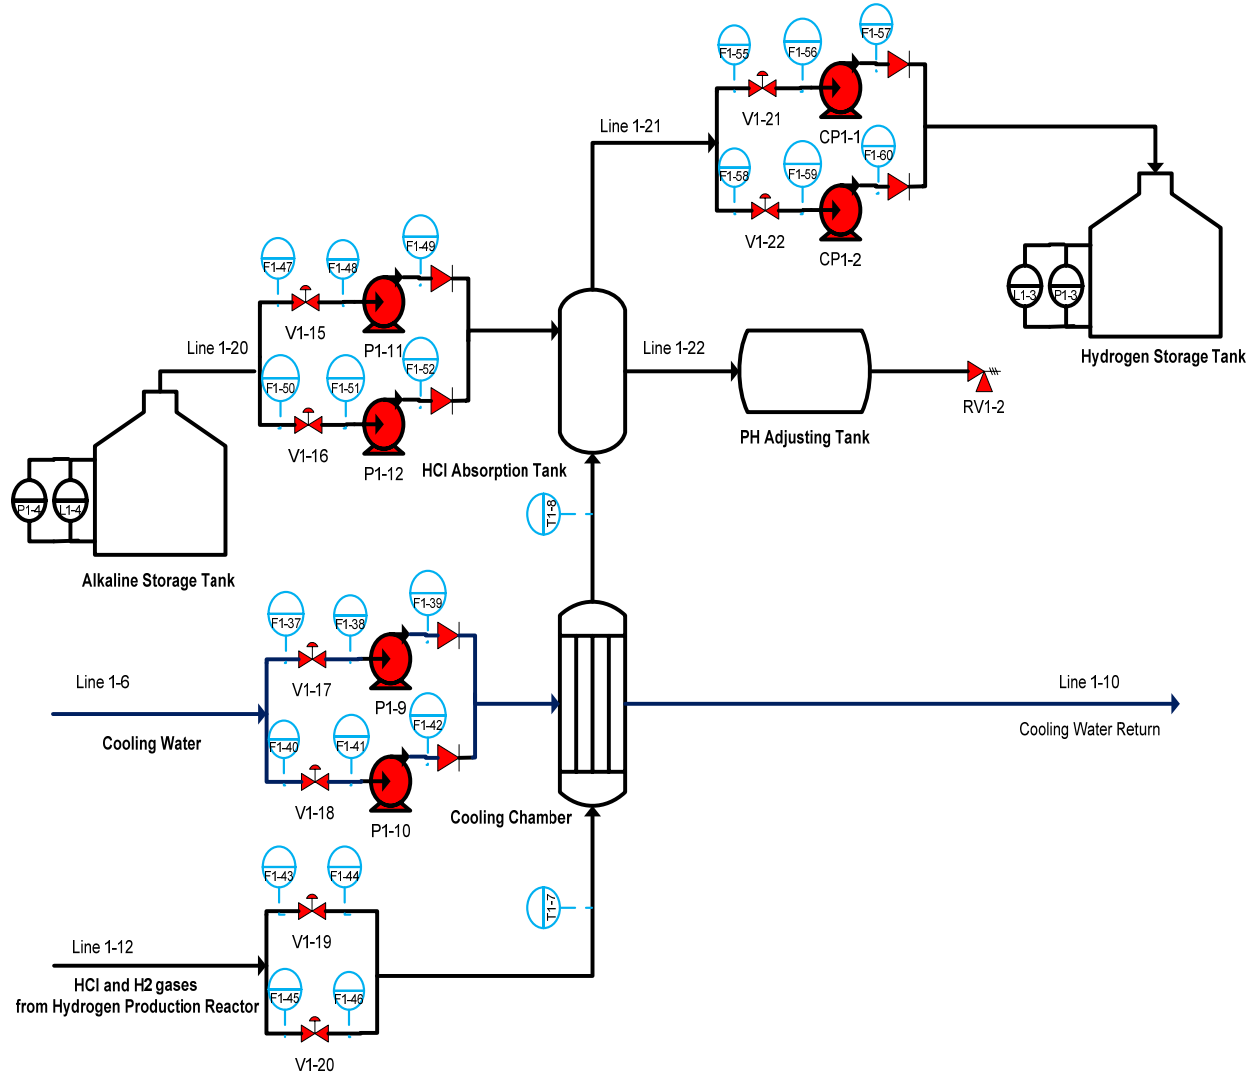 F1-57
F1-55
F1-56
Line 1-21
V1-21
CP1-1
F1-58
F1-59
F1-60
V1-22
CP1-2
F1-47
F1-48
F1-49
L1-3
P1-3
V1-15
P1-11
Line 1-20
Line 1-22
Hydrogen Storage Tank
F1-50
F1-51
F1-52
RV1-2
V1-16
P1-12
HCl Absorption Tank
PH Adjusting Tank
P1-4
L1-4
T1-8
Alkaline Storage Tank
F1-37
F1-38
F1-39
Line 1-6
V1-17
P1-9
Line 1-10
Cooling Water
F1-40
F1-41
F1-42
Cooling Water Return
V1-18
P1-10
Cooling Chamber
F1-43
F1-44
T1-7
Line 1-12
V1-19
HCl and H2 gases
from Hydrogen Production Reactor
F1-45
F1-46
V1-20